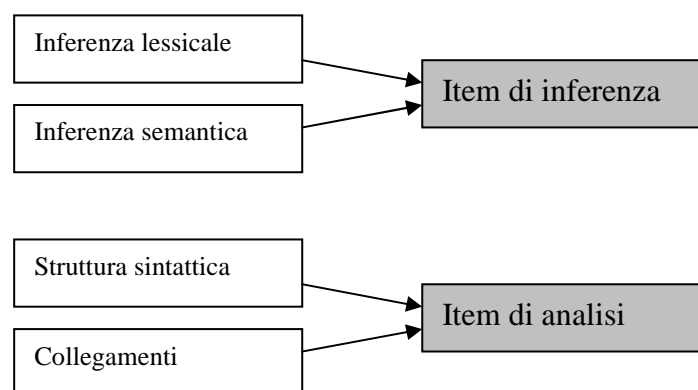 Inferenza lessicale
Item di inferenza
Inferenza semantica
Struttura sintattica
Item di analisi
Collegamenti